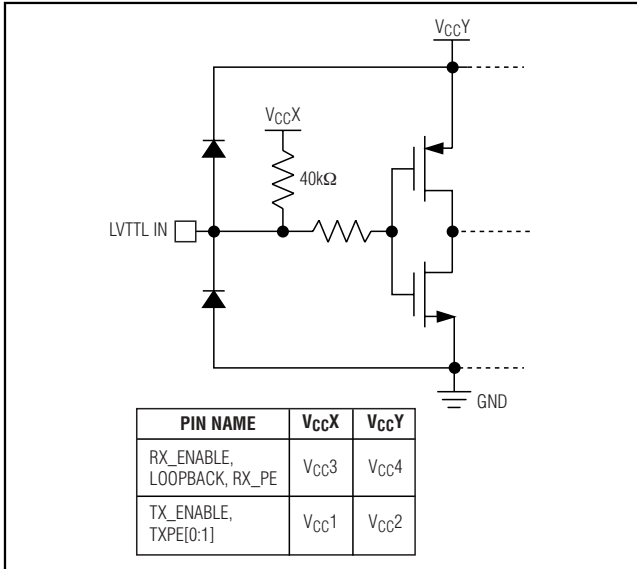 VCCY
VCCX
40kΩ
LVTTL IN
GND
PIN NAME VCCX VCCY
RX_ENABLE,
LOOPBACK, RX_PE VCC3 VCC4
TX_ENABLE,
TXPE[0:1] VCC1 VCC2